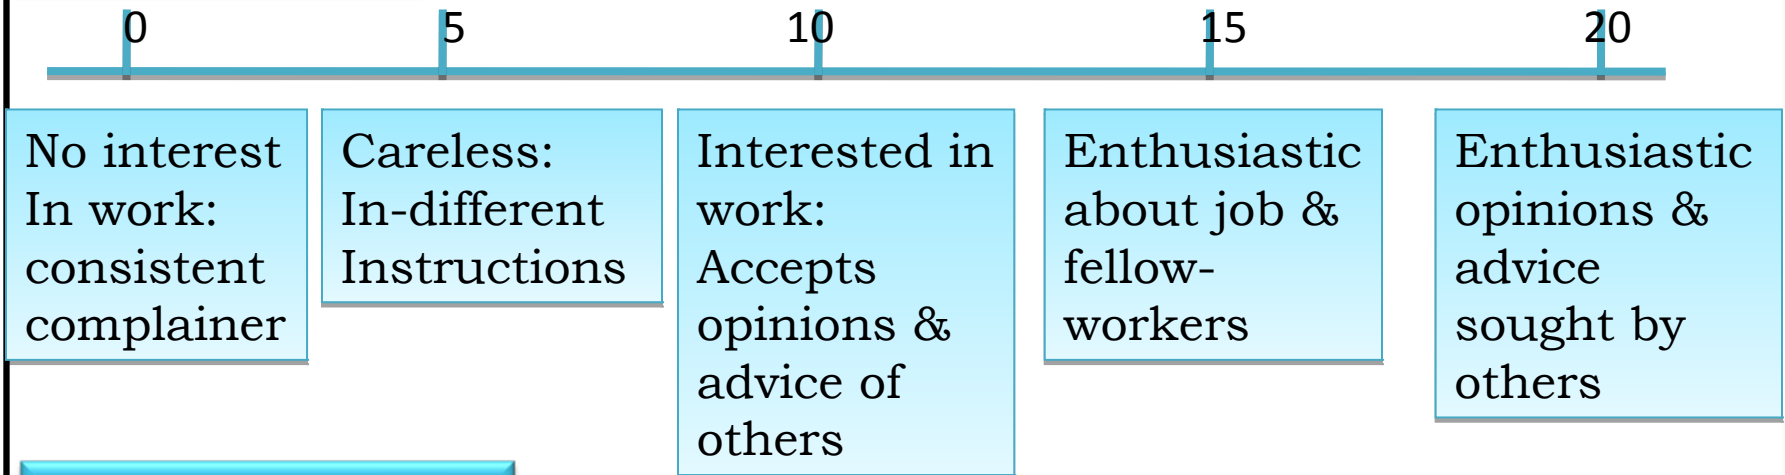 0 5 10 15 20
No interest
In work:
consistent
complainer
Careless:
In-different
Instructions
Interested in
work:
Accepts
opinions &
advice of
others
Enthusiastic
about job &
fellow-
workers
Enthusiastic
opinions &
advice
sought by
others